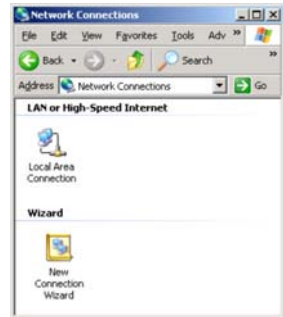 Network Connections
File Edit View Favorites Tools Adv »
Back Search »
Address Network Connections Go
LAN or High-Speed Internet
Local Area
Connection
Wizard
New
Connection
Wizard